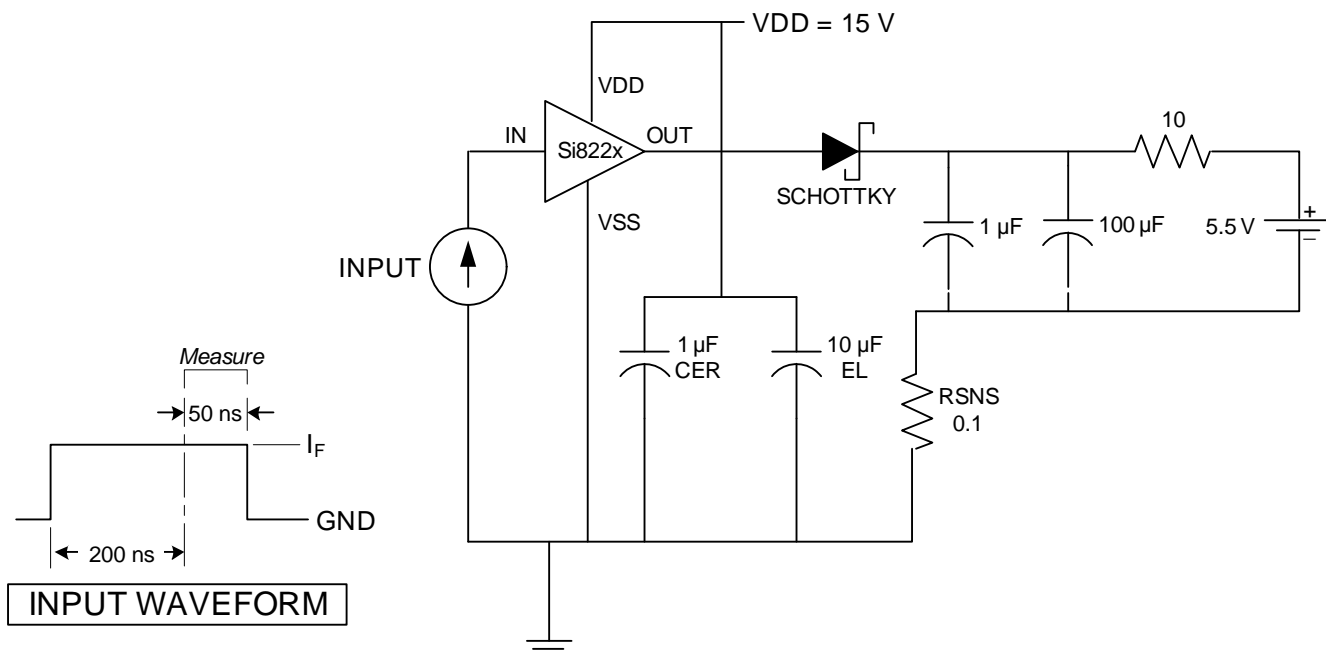 VDD = 15 V
VDD
10
IN
OUT
Si822x
SCHOTTKY
VSS
1 µF
100 µF
5.5 V
+
−
INPUT
Measure
1 µF
CER
10 µF
EL
RSNS
0.1
50 ns
IF
GND
200 ns
INPUT WAVEFORM